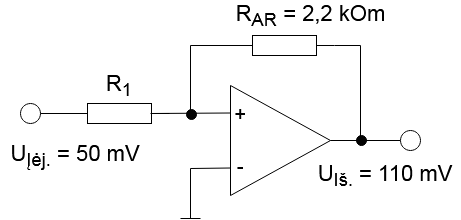 R_AR = 2,2 kOm
R_1
+
-
U_Įėj. = 50 mV
U_Iš. = 110 mV